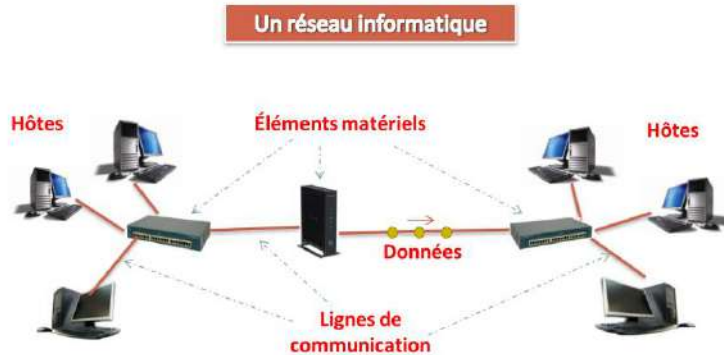 Un réseau informatique
Hôtes
Éléments matériels
Hôtes
Données
Lignes de
communication